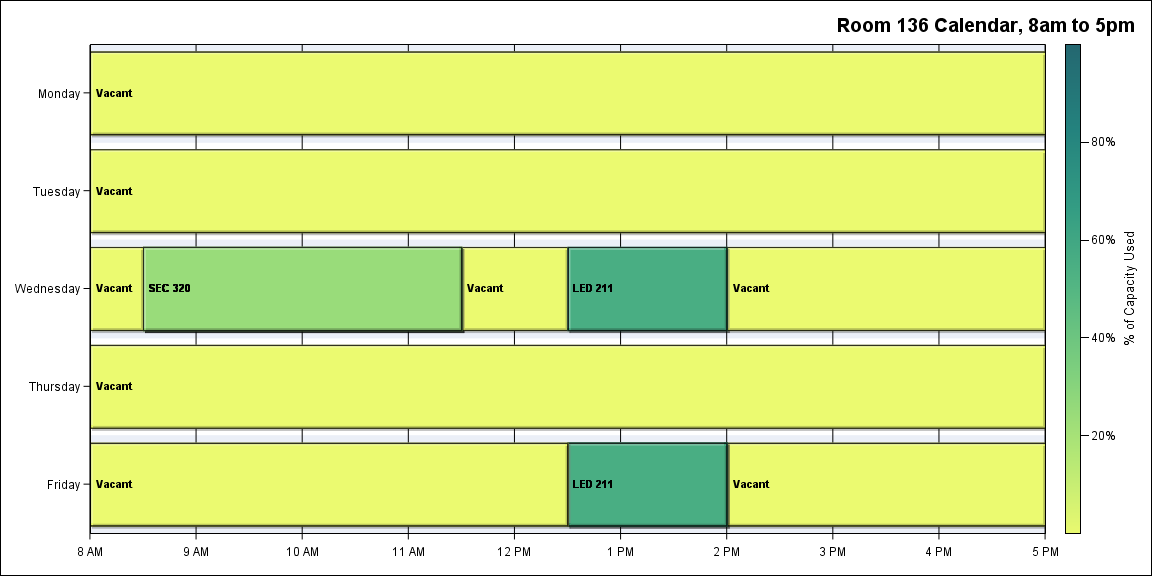 Room 136 Calendar, 8am to 5pm
Monday
Vacant
Tuesday
Vacant
Wednesday
Vacant
SEC 320
Vacant
LED 211
Vacant
Thursday
Vacant
Friday
Vacant
LED 211
Vacant
8 AM 9 AM 10 AM 11 AM 12 PM 1 PM 2 PM 3 PM 4 PM 5 PM
80%
60%
40%
20%
% of Capacity Used